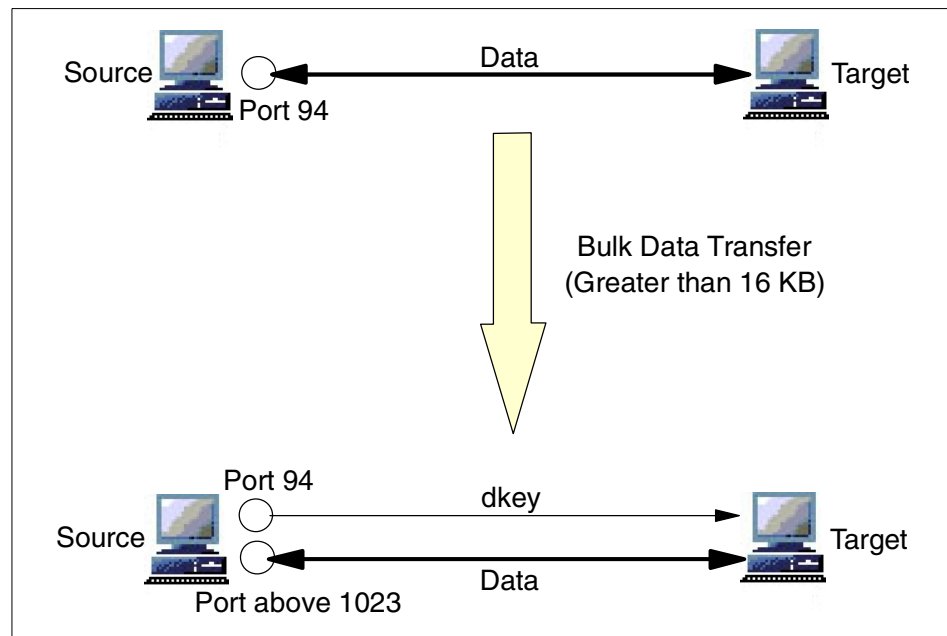 Source
Data
Target
Port 94
Bulk Data Transfer
(Greater than 16 KB)
Port 94
dkey
Source
Target
Data
Port above 1023